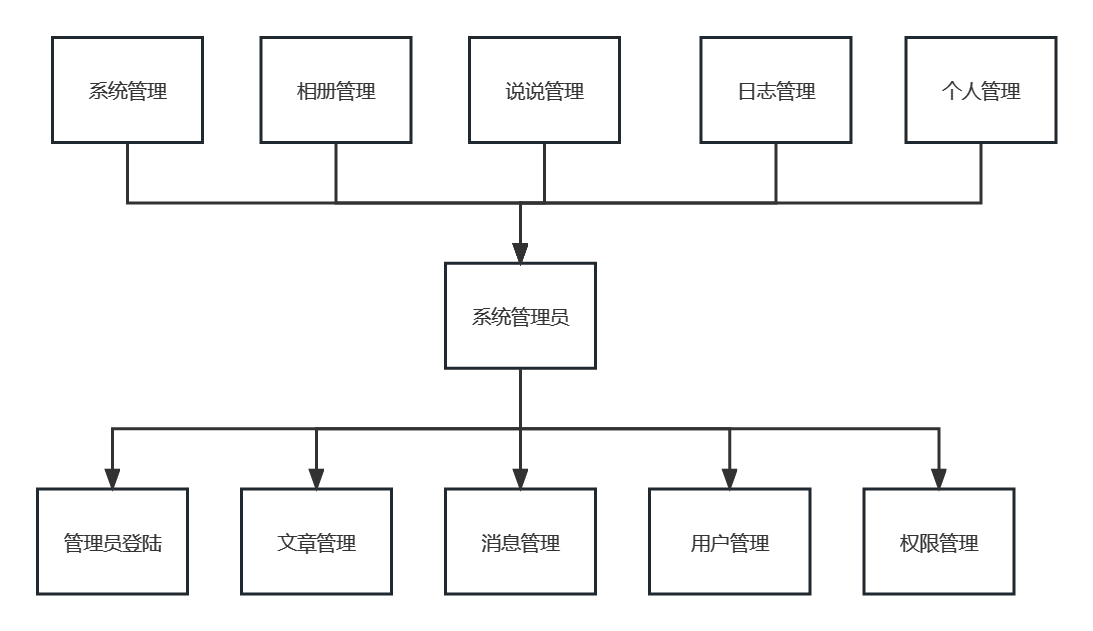 系统管理
相册管理
说说管理
日志管理
个人管理
系统管理员
管理员登陆
文章管理
消息管理
用户管理
权限管理